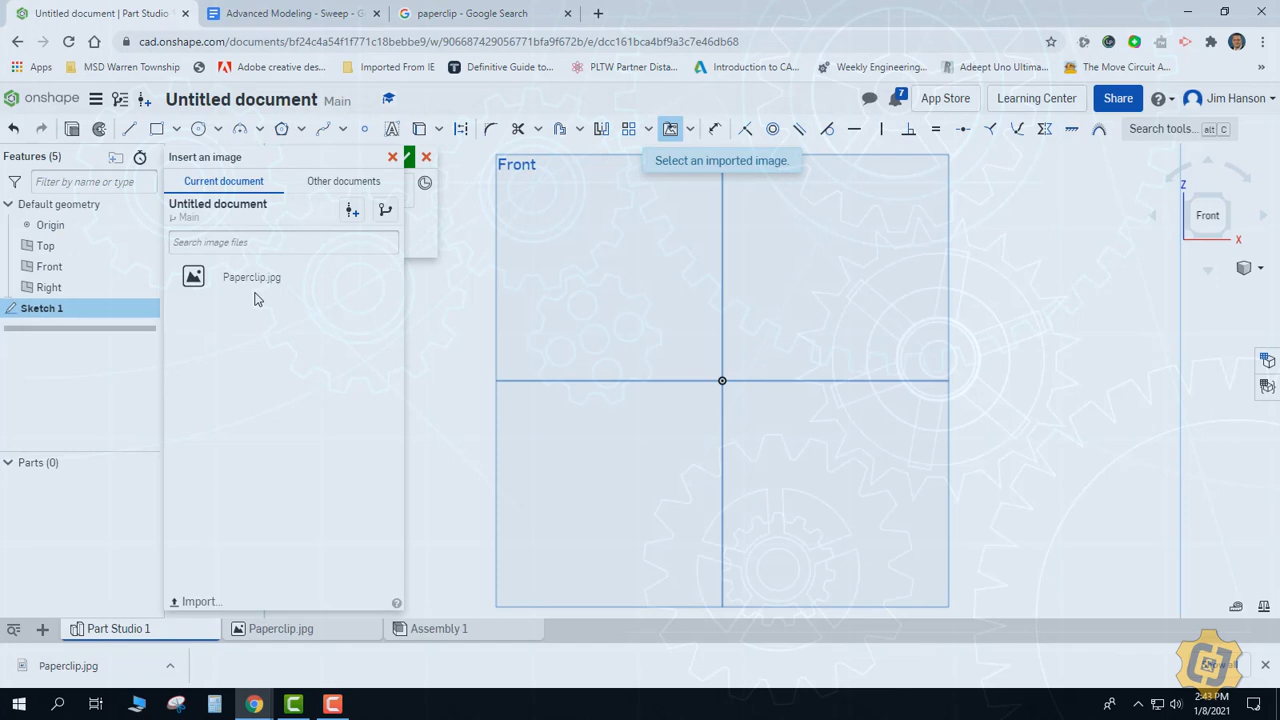 Untitled document | Part Studio 1
Advanced Modeling - Sweep - G
paperclip - Google Search
cad.onshape.com/documents/bf24c4a54f1f771c18bebbe9/w/906687429056771bfa9f672b/e/dcc161bca4bf9a3c7e46db68
Apps
MSD Warren Township
Adobe creative des...
Imported From IE
Definitive Guide to...
PLTW Partner Dista...
Introduction to CA...
Weekly Engineering...
Adeept Uno Ultima...
The Move Circuit A...
»
onshape
Untitled document Main
7
App Store
Learning Center
Share
Jim Hanson
Search tools... alt C
Features (5)
Filter by name or type
Default geometry
Origin
Top
Front
Right
Sketch 1
Parts (0)
Insert an image
Current document
Other documents
Untitled document
Main
Search image files
Paperclip.jpg
Import...
Select an imported image.
Front
Z
Front
X
Part Studio 1
Paperclip.jpg
Assembly 1
Paperclip.jpg
Show all
2:43 PM
1/8/2021